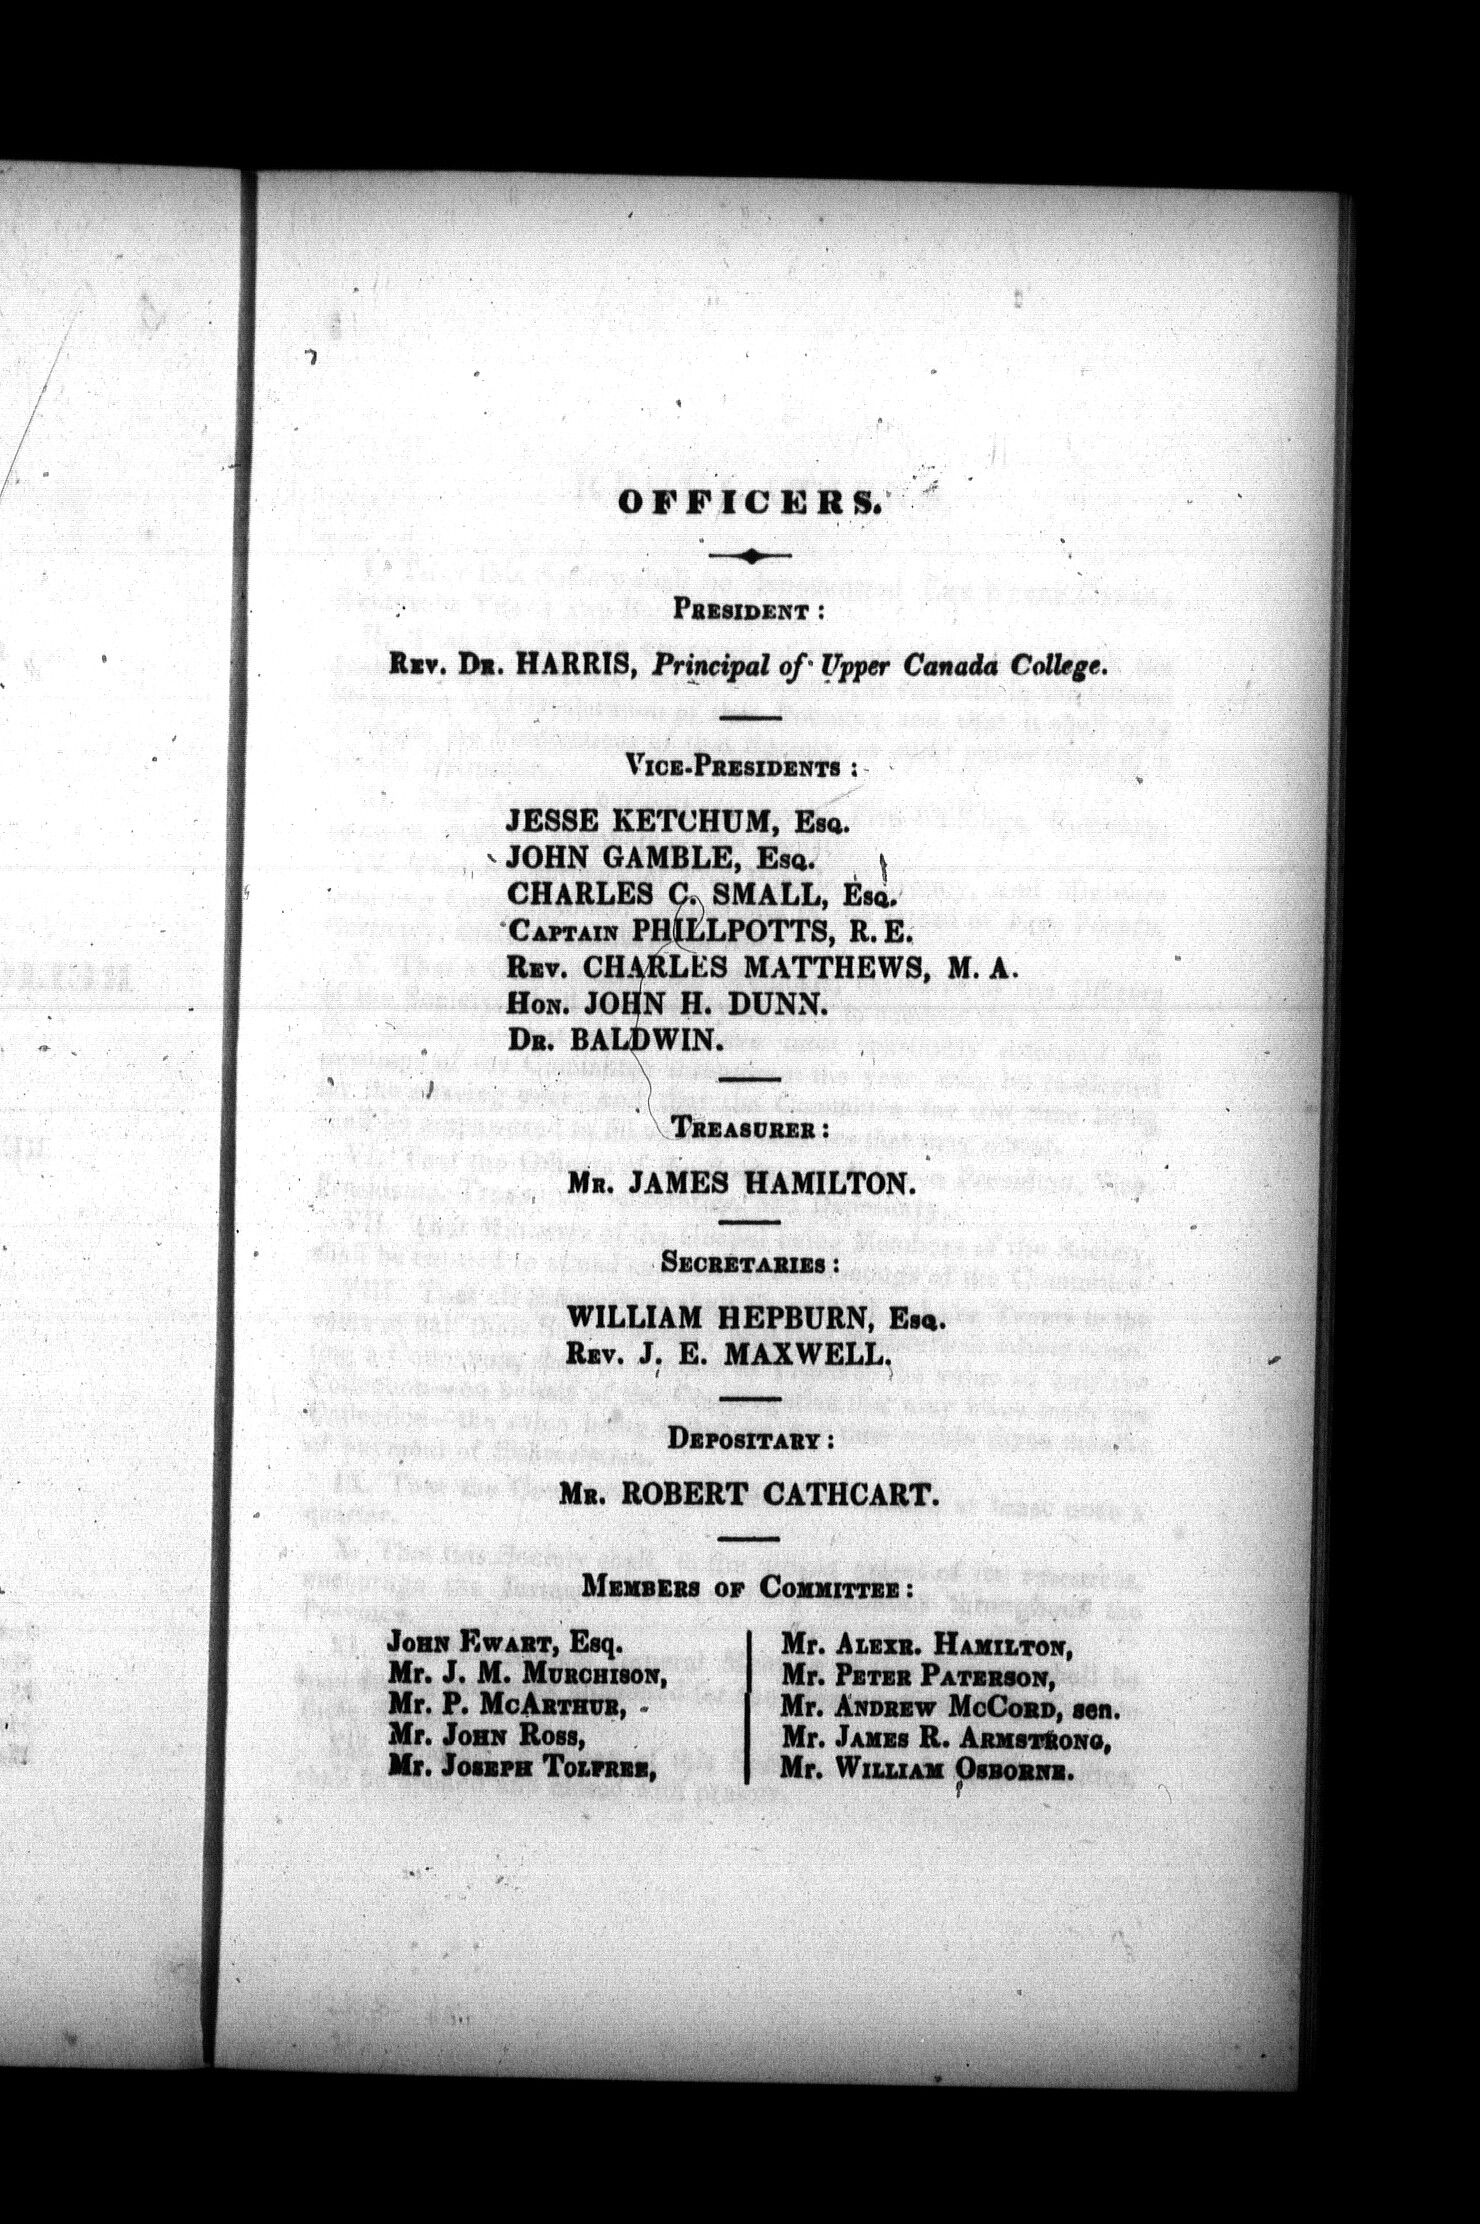 OFFICERS.
PRESIDENT:
REV. DR. HARRIS, Principal of Upper Canada College.
VICE-PRESIDENTS:
JESSE KETCHUM, ESQ.
JOHN GAMBLE, ESQ.
CHARLES C. SMALL, ESQ.
CAPTAIN PHILLPOTTS, R. E.
REV. CHARLES MATTHEWS, M. A.
HON. JOHN H. DUNN.
DR. BALDWIN.
TREASURER:
MR. JAMES HAMILTON.
SECRETARIES:
WILLIAM HEPBURN, ESQ.
REV. J. E. MAXWELL.
DEPOSITARY:
MR. ROBERT CATHCART.
MEMBERS OF COMMITTEE:
JOHN EWART, Esq.
Mr. J. M. MURCHISON,
Mr. P. MCARTHUR,
Mr. JOHN ROSS,
Mr. JOSEPH TOLFREE,
Mr. ALEXR. HAMILTON,
Mr. PETER PATERSON,
Mr. ANDREW MCCORD, sen.
Mr. JAMES R. ARMSTRONG,
Mr. WILLIAM OSBORNE.